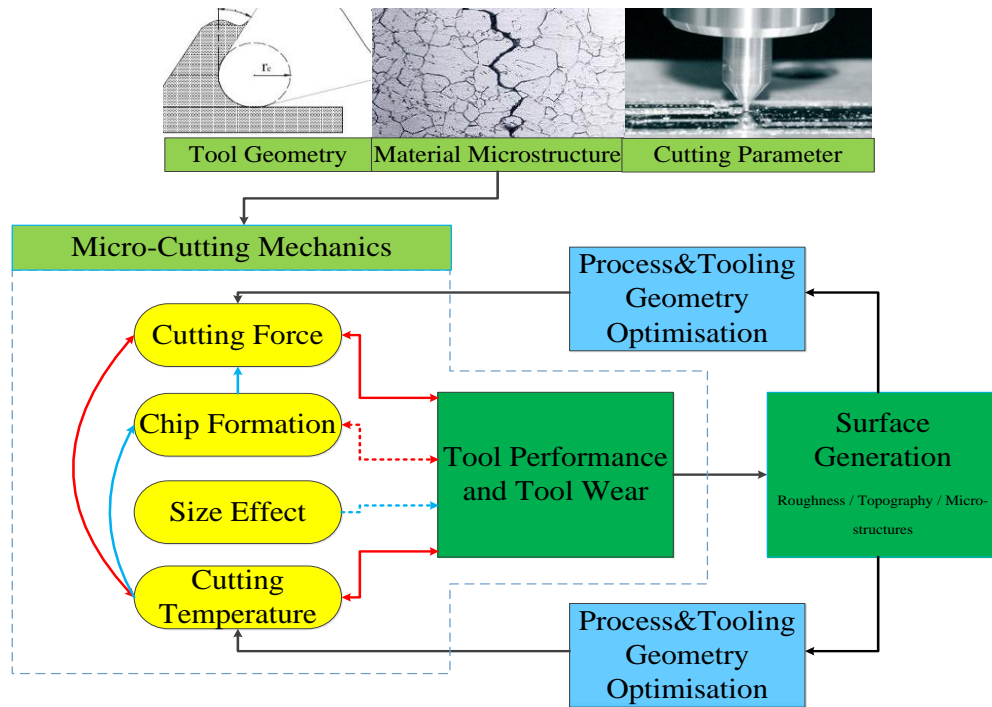 r_e
Tool Geometry
Material Microstructure
Cutting Parameter
Micro-Cutting Mechanics
Process&Tooling
Geometry
Optimisation
Cutting Force
Chip Formation
Size Effect
Cutting
Temperature
Tool Performance
and Tool Wear
Surface
Generation
Roughness / Topography / Micro-
structures
Process&Tooling
Geometry
Optimisation